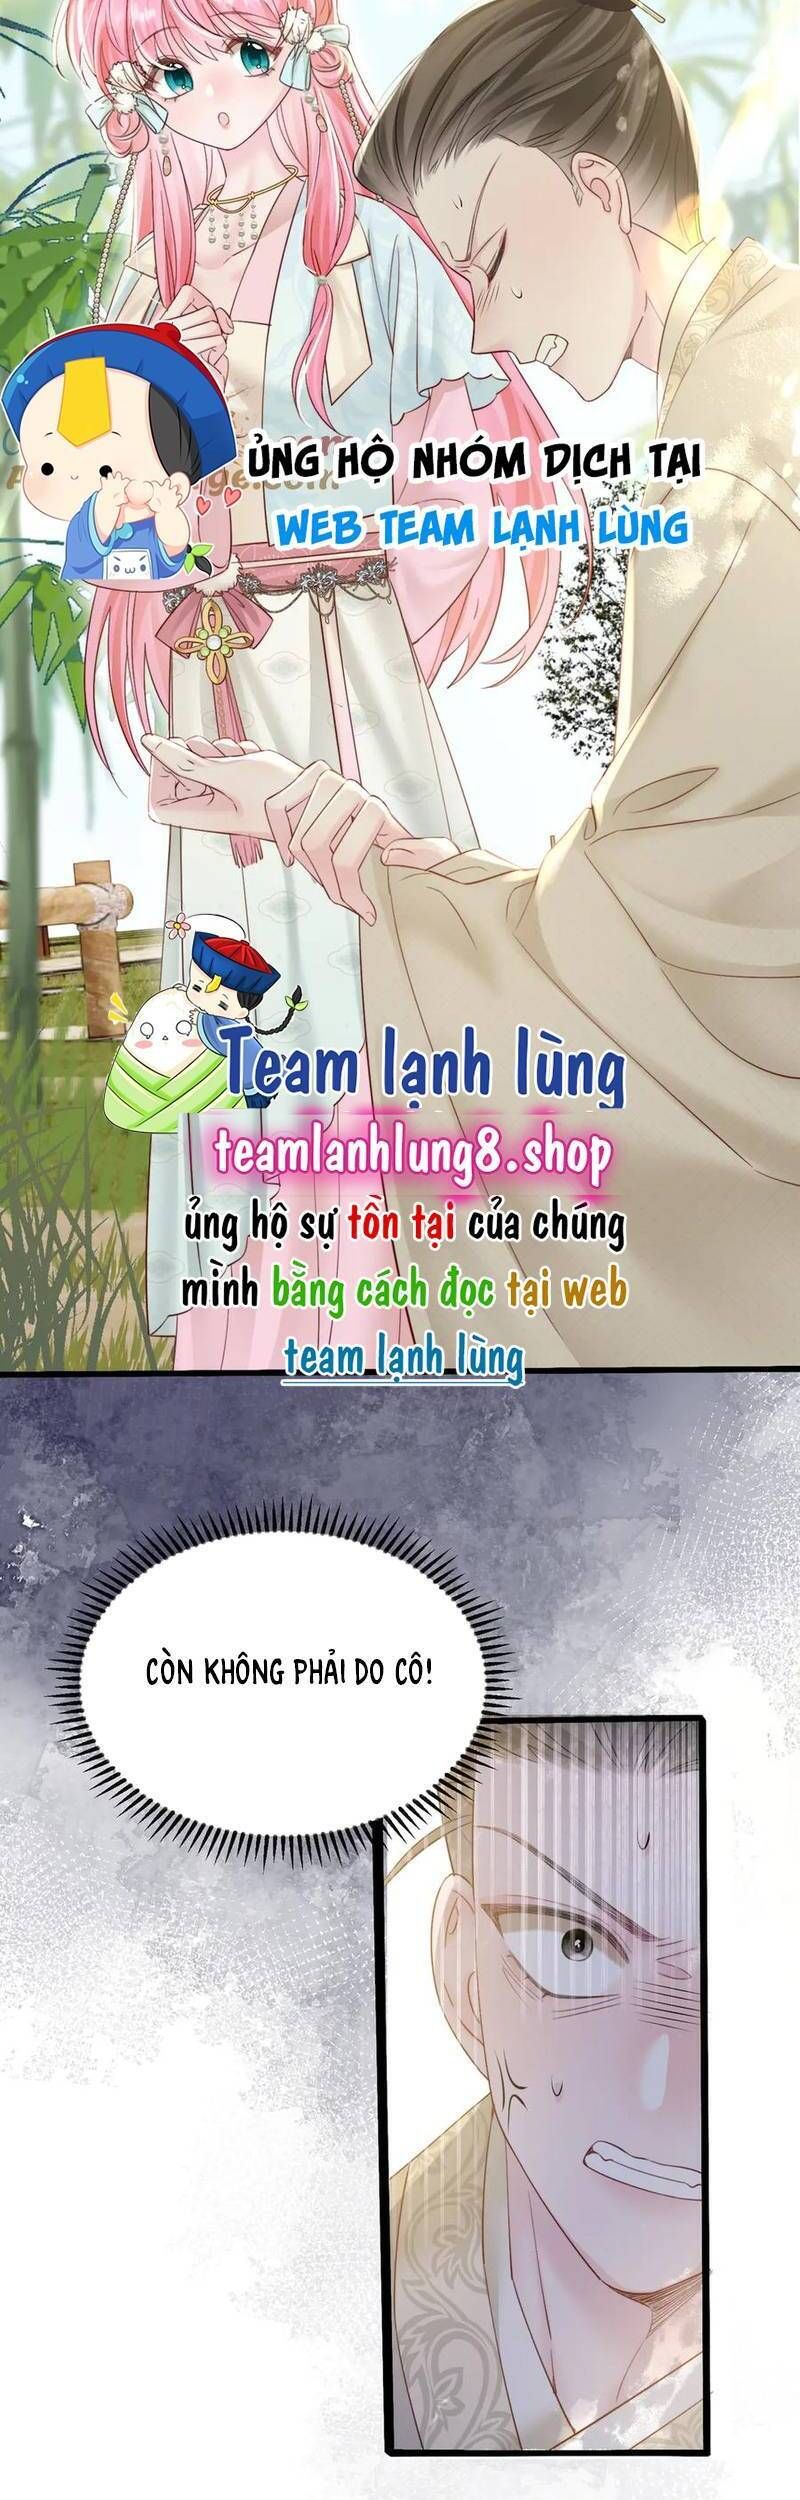 ỦNG HỘ NHÓM DỊCH TẠI
WEB TEAM LẠNH LÙNG
Team lạnh lùng
teamlanhlung8.shop
ủng hộ sự tồn tại của chúng
mình bằng cách đọc tại web
team lạnh lùng
CÒN KHÔNG PHẢI DO CÔ!